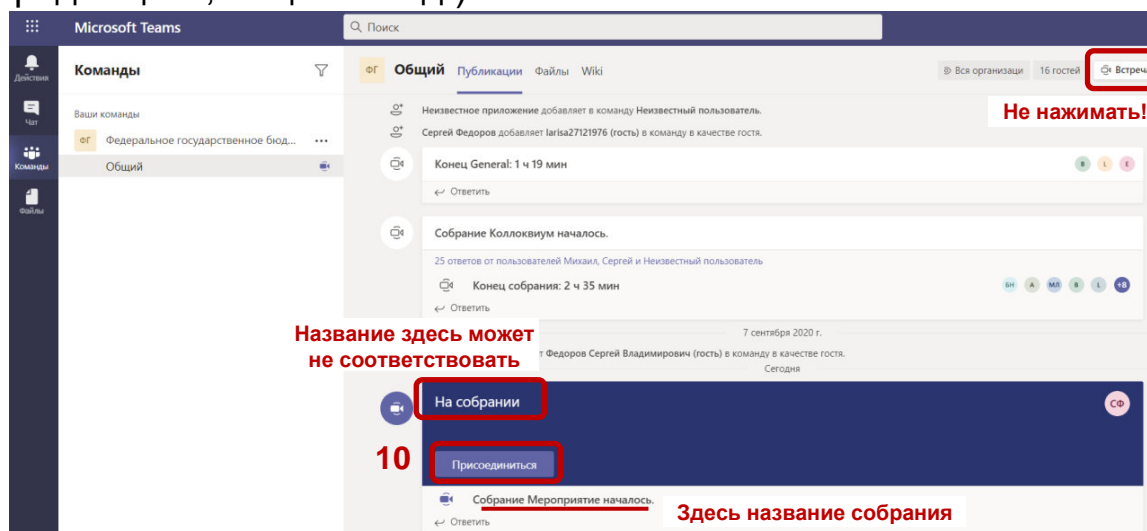 Microsoft Teams
Поиск
Действия
Чат
Команды
Файлы
Команды
Ваши команды
ФГ Федеральное государственное бюд... ...
Общий
ФГ Общий Публикации Файлы Wiki
Вся организаци 16 гостей Встреча
Не нажимать!
Неизвестное приложение добавляет в команду Неизвестный пользователь.
Сергей Федоров добавляет larisa27121976 (гость) в команду в качестве гостя.
Конец General: 1 ч 19 мин
В L Е
Ответить
Собрание Коллоквиум началось.
25 ответов от пользователей Михаил, Сергей и Неизвестный пользователь
Конец собрания: 2 ч 35 мин
БН А МЛ В L +8
Ответить
7 сентября 2020 г.
Название здесь может
не соответствовать
т Федоров Сергей Владимирович (гость) в команду в качестве гостя.
Сегодня
На собрании
СФ
10
Присоединиться
Собрание Мероприятие началось.
Здесь название собрания
Ответить